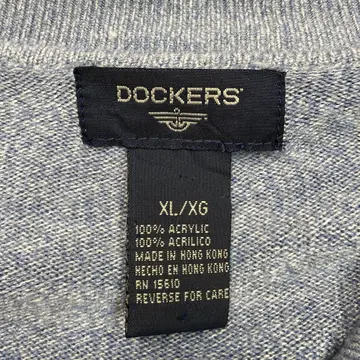 DOCKERS®
XL/XG
100% ACRYLIC
100% ACRILICO
MADE IN HONG KONG
HECHO EN HONG KONG
RN 15610
REVERSE FOR CARE